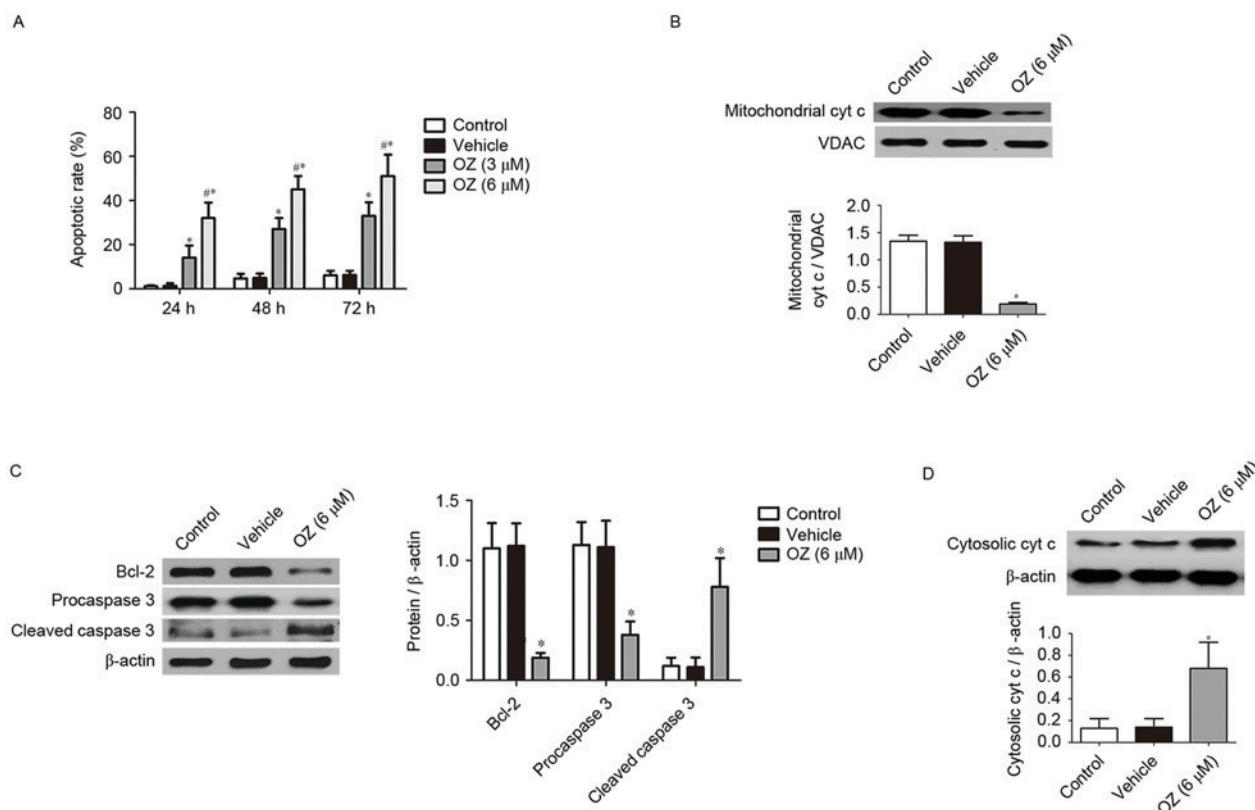 A
Apoptotic rate (%)
80
60
40
20
0
#*
#*
#*
*
*
*
24 h
48 h
72 h
Control
Vehicle
OZ (3 μM)
OZ (6 μM)
B
Control
Vehicle
OZ (6 μM)
Mitochondrial cyt c
VDAC
Mitochondrial
cyt c / VDAC
2.0
1.5
1.0
0.5
0.0
*
Control
Vehicle
OZ (6 μM)
C
Control
Vehicle
OZ (6 μM)
Bcl-2
Procaspase 3
Cleaved caspase 3
β-actin
Protein / β -actin
1.5
1.0
0.5
0.0
*
*
*
Bcl-2
Procaspase 3
Cleaved caspase 3
Control
Vehicle
OZ (6 μM)
D
Control
Vehicle
OZ (6 μM)
Cytosolic cyt c
β-actin
Cytosolic cyt c / β -actin
1.0
0.8
0.6
0.4
0.2
0.0
*
Control
Vehicle
OZ (6 μM)